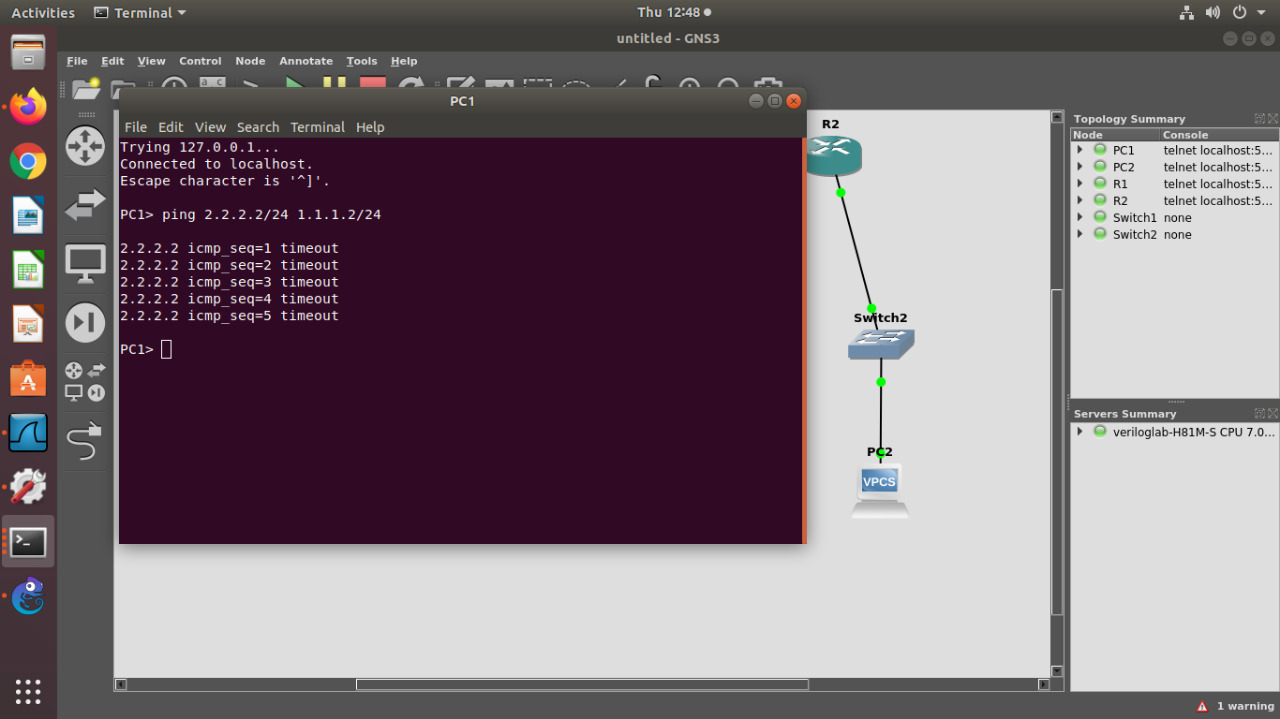 Activities
Terminal
Thu 12:48
untitled - GNS3
File Edit View Control Node Annotate Tools Help
PC1
File Edit View Search Terminal Help
Trying 127.0.0.1...
Connected to localhost.
Escape character is '^]'.
PC1> ping 2.2.2.2/24 1.1.1.2/24
2.2.2.2 icmp_seq=1 timeout
2.2.2.2 icmp_seq=2 timeout
2.2.2.2 icmp_seq=3 timeout
2.2.2.2 icmp_seq=4 timeout
2.2.2.2 icmp_seq=5 timeout
PC1>
R2
Switch2
PC2
VPCS
Topology Summary
Node Console
PC1 telnet localhost:5...
PC2 telnet localhost:5...
R1 telnet localhost:5...
R2 telnet localhost:5...
Switch1 none
Switch2 none
Servers Summary
veriloglab-H81M-S CPU 7.0...
1 warning